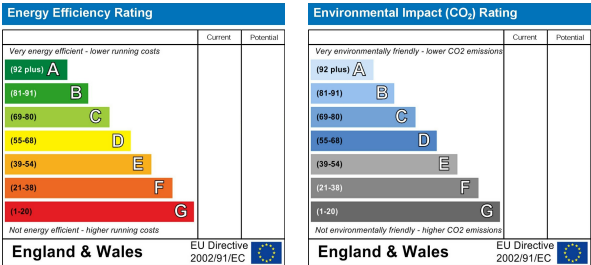 Energy Efficiency Rating
Current Potential
Very energy efficient - lower running costs
(92 plus) A
(81-91) B
(69-80) C
(55-68) D
(39-54) E
(21-38) F
(1-20) G
Not energy efficient - higher running costs
England & Wales
EU Directive
2002/91/EC
Environmental Impact (CO₂) Rating
Current Potential
Very environmentally friendly - lower CO2 emissions
(92 plus) A
(81-91) B
(69-80) C
(55-68) D
(39-54) E
(21-38) F
(1-20) G
Not environmentally friendly - higher CO2 emissions
England & Wales
EU Directive
2002/91/EC